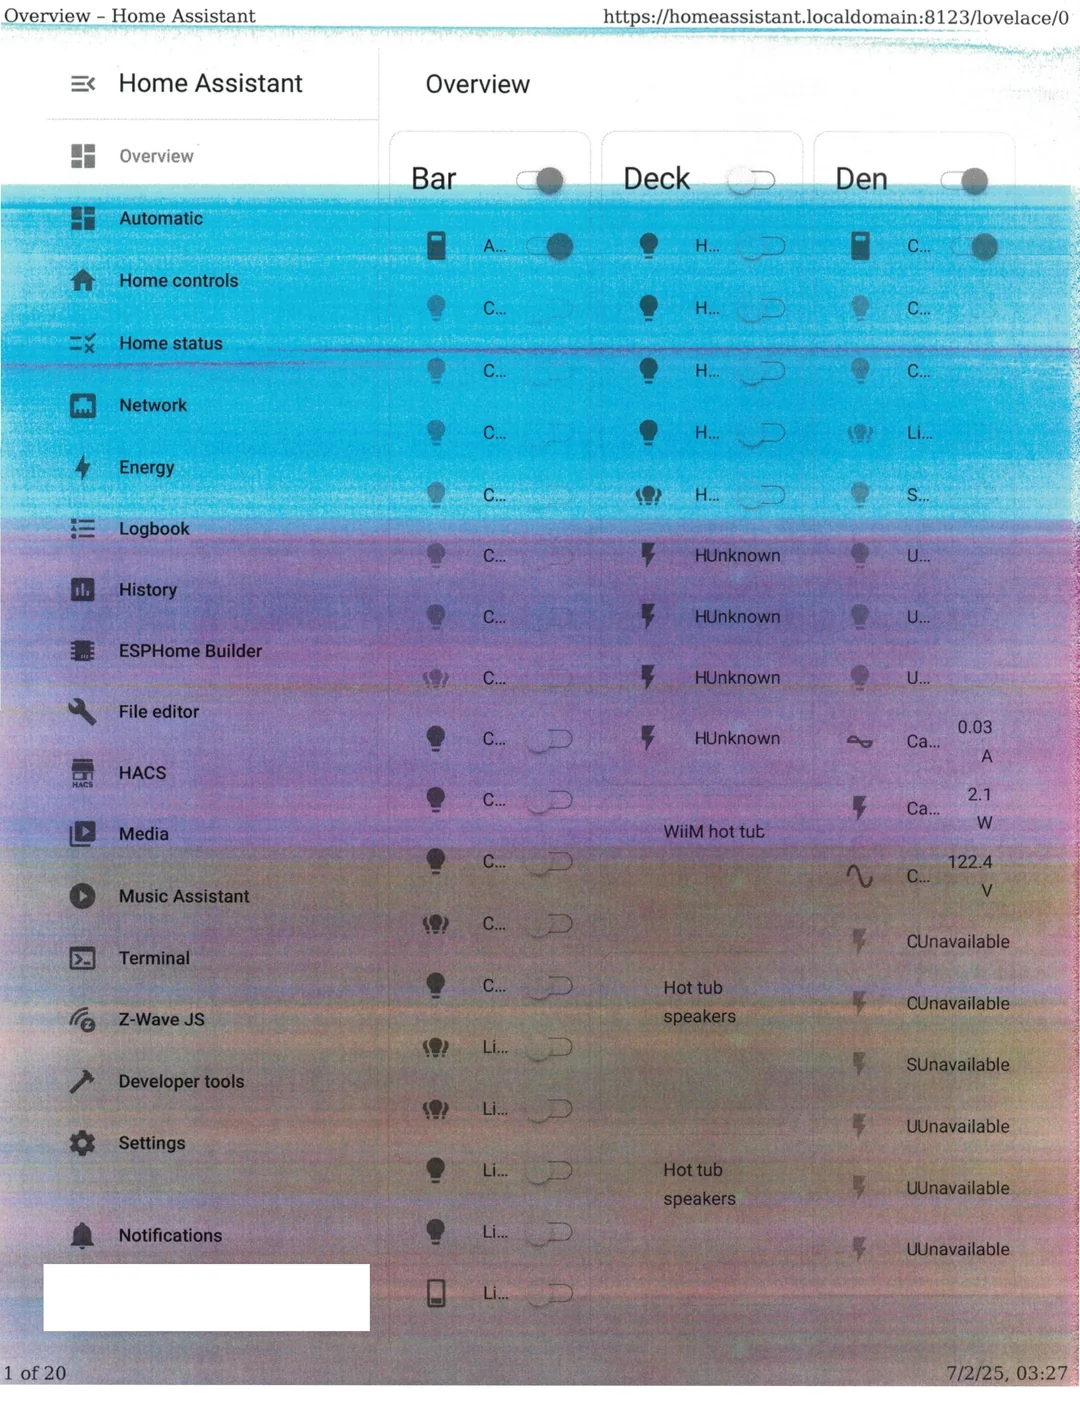 Overview – Home Assistant
https://homeassistant.localdomain:8123/lovelace/0
Home Assistant
Overview
Automatic
Home controls
Home status
Network
Energy
Logbook
History
ESPHome Builder
File editor
HACS
HACS
Media
Music Assistant
Terminal
Z-Wave JS
Developer tools
Settings
Notifications
Overview
Bar
A...
C...
C...
C...
C...
C...
C...
C...
C...
C...
C...
C...
C...
Li...
Li...
Li...
Li...
Li...
Deck
H...
H...
H...
H...
H...
HUnknown
HUnknown
HUnknown
HUnknown
WiiM hot tub
Hot tub
speakers
Hot tub
speakers
Den
C...
C...
C...
Li...
S...
U...
U...
U...
Ca... 0.03
A
Ca... 2.1
W
C... 122.4
V
CUnavailable
CUnavailable
SUnavailable
UUnavailable
UUnavailable
UUnavailable
1 of 20
7/2/25, 03:27